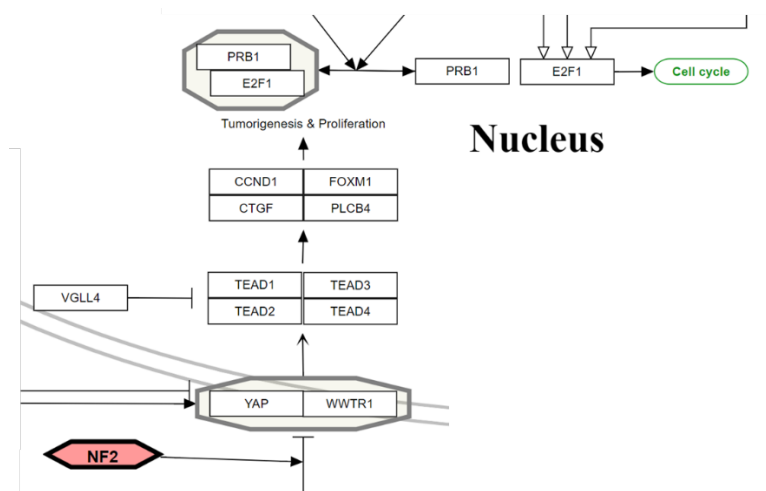 PRB1
E2F1
PRB1
E2F1
Cell cycle
Tumorigenesis & Proliferation
Nucleus
CCND1
FOXM1
CTGF
PLCB4
TEAD1
TEAD3
VGLL4
TEAD2
TEAD4
YAP
WWTR1
NF2